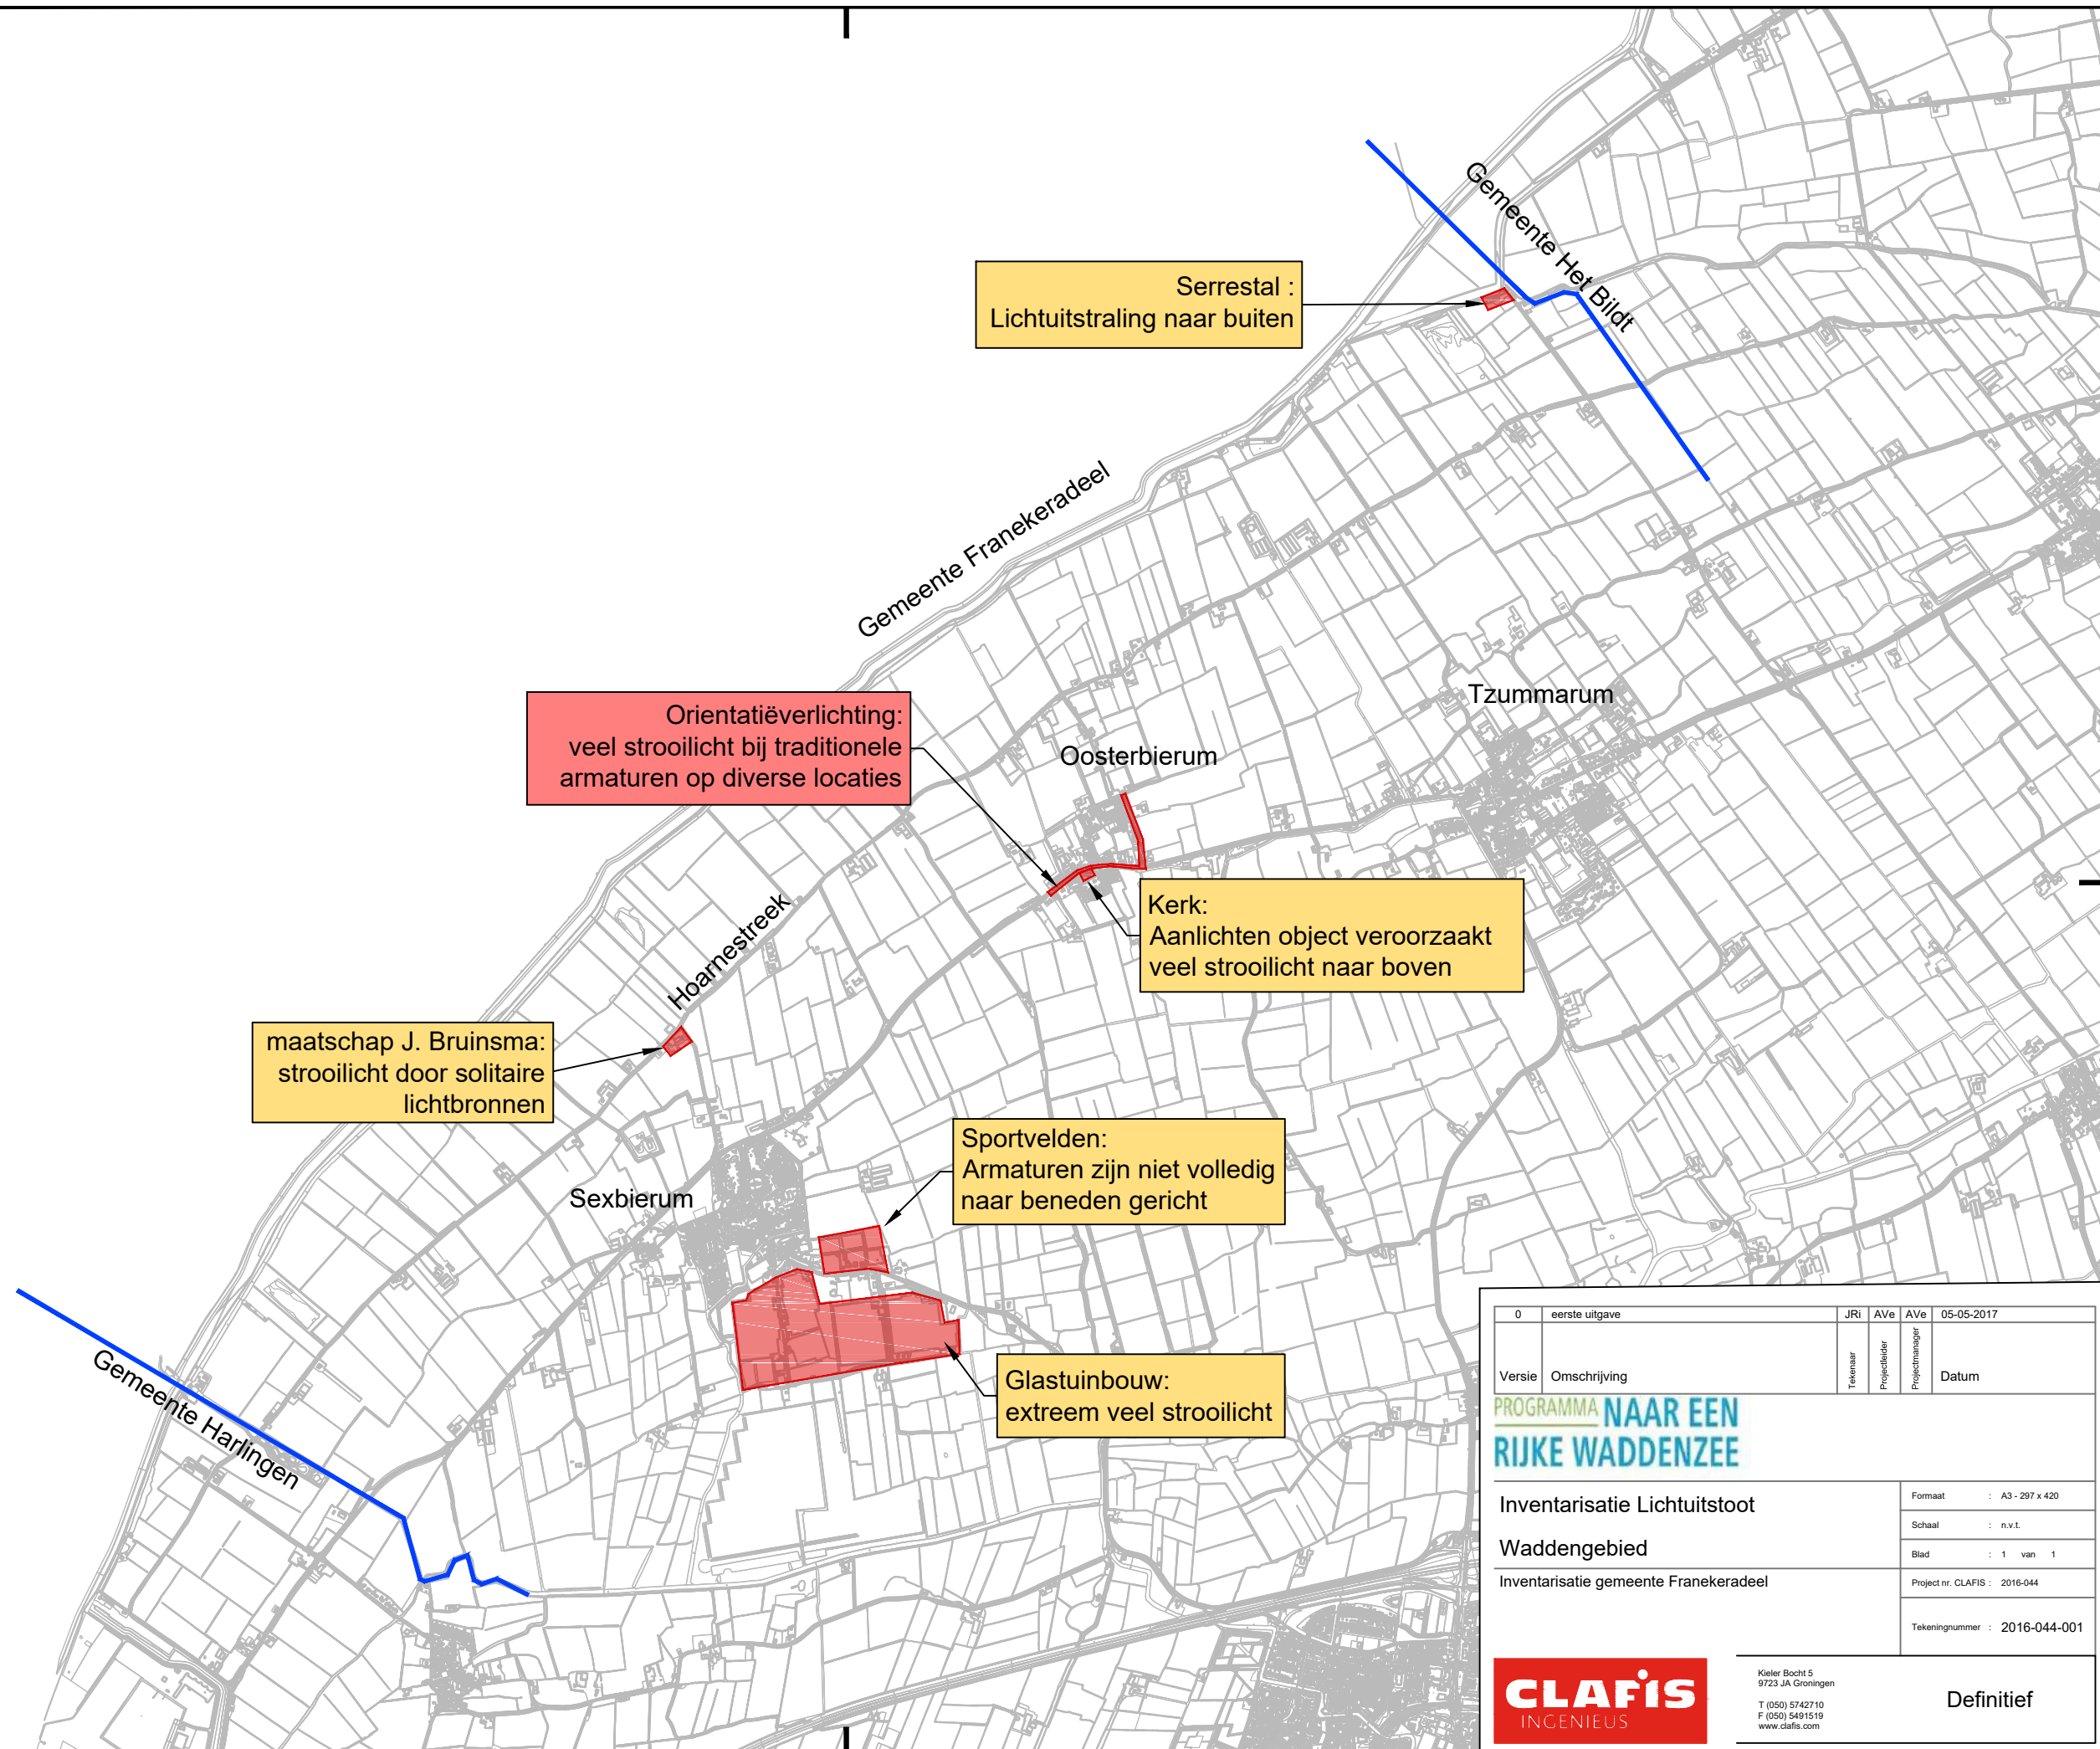 Gemeente Het Bildt
Serrestal :
Lichtuitstraling naar buiten
Gemeente Franekeradeel
Orientatiëverlichting:
veel strooilicht bij traditionele
armaturen op diverse locaties
Tzummarum
Oosterbierum
Kerk:
Aanlichten object veroorzaakt
veel strooilicht naar boven
Hoarnestreek
maatschap J. Bruinsma:
strooilicht door solitaire
lichtbronnen
Sportvelden:
Armaturen zijn niet volledig
naar beneden gericht
Sexbierum
Glastuinbouw:
extreem veel strooilicht
Gemeente Harlingen
0 eerste uitgave JRi AVe AVe 05-05-2017
Versie Omschrijving Tekenaar Projectleider Projectmanager Datum
PROGRAMMA NAAR EEN
RIJKE WADDENZEE
Inventarisatie Lichtuitstoot
Waddengebied
Inventarisatie gemeente Franekeradeel
Formaat : A3 - 297 x 420
Schaal : n.v.t.
Blad : 1 van 1
Project nr. CLAFIS : 2016-044
Tekeningnummer : 2016-044-001
CLAFiS
INGENIEUS
Kieler Bocht 5
9723 JA Groningen
T (050) 5742710
F (050) 5491519
www.clafis.com
Definitief